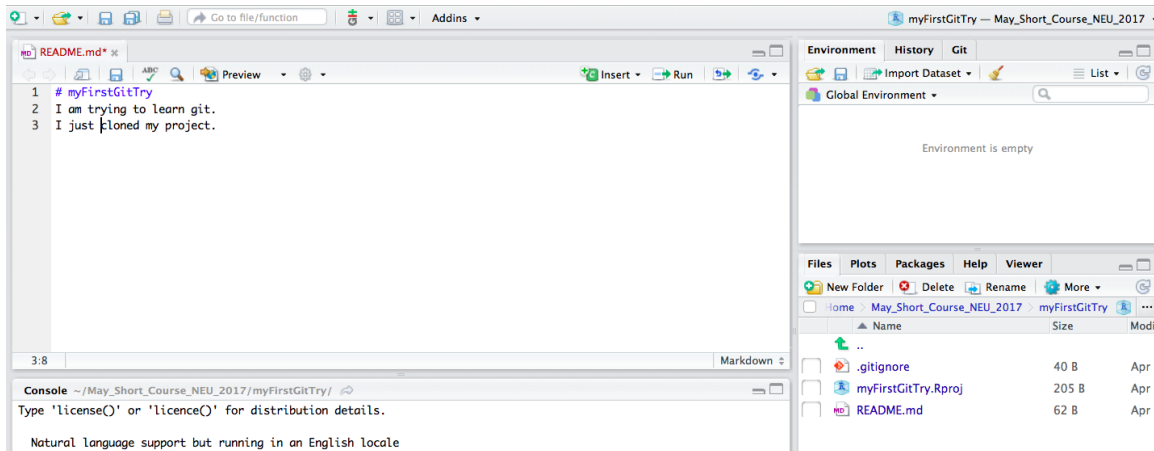 Go to file/function Addins myFirstGitTry — May_Short_Course_NEU_2017
README.md*
ABC Preview Insert Run
1 # myFirstGitTry
2 I am trying to learn git.
3 I just cloned my project.
3:8 Markdown
Console ~/May_Short_Course_NEU_2017/myFirstGitTry/
Type 'license()' or 'licence()' for distribution details.
Natural language support but running in an English locale
Environment History Git
Import Dataset List
Global Environment
Environment is empty
Files Plots Packages Help Viewer
New Folder Delete Rename More
Home May_Short_Course_NEU_2017 myFirstGitTry ...
Name Size Modi
..
.gitignore 40 B Apr
myFirstGitTry.Rproj 205 B Apr
MD README.md 62 B Apr